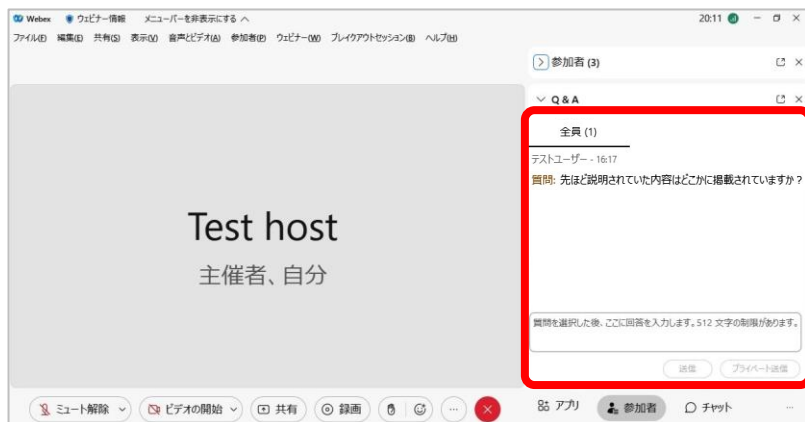 Webex ウェビナー情報 メニューバーを非表示にする 20:11
ファイル(F) 編集(E) 共有(S) 表示(V) 音声とビデオ(A) 参加者(P) ウェビナー(W) ブレイクアウトセッション(B) ヘルプ(H)
参加者 (3)
Q & A
全員 (1)
テストユーザー - 16:17
質問: 先ほど説明されていた内容はどこかに掲載されていますか?
Test host
主催者、自分
質問を選択した後、ここに回答を入力します。512 文字の制限があります。
送信 プライベート送信
ミュート解除 ビデオの開始 共有 録画 アプリ 参加者 チャット